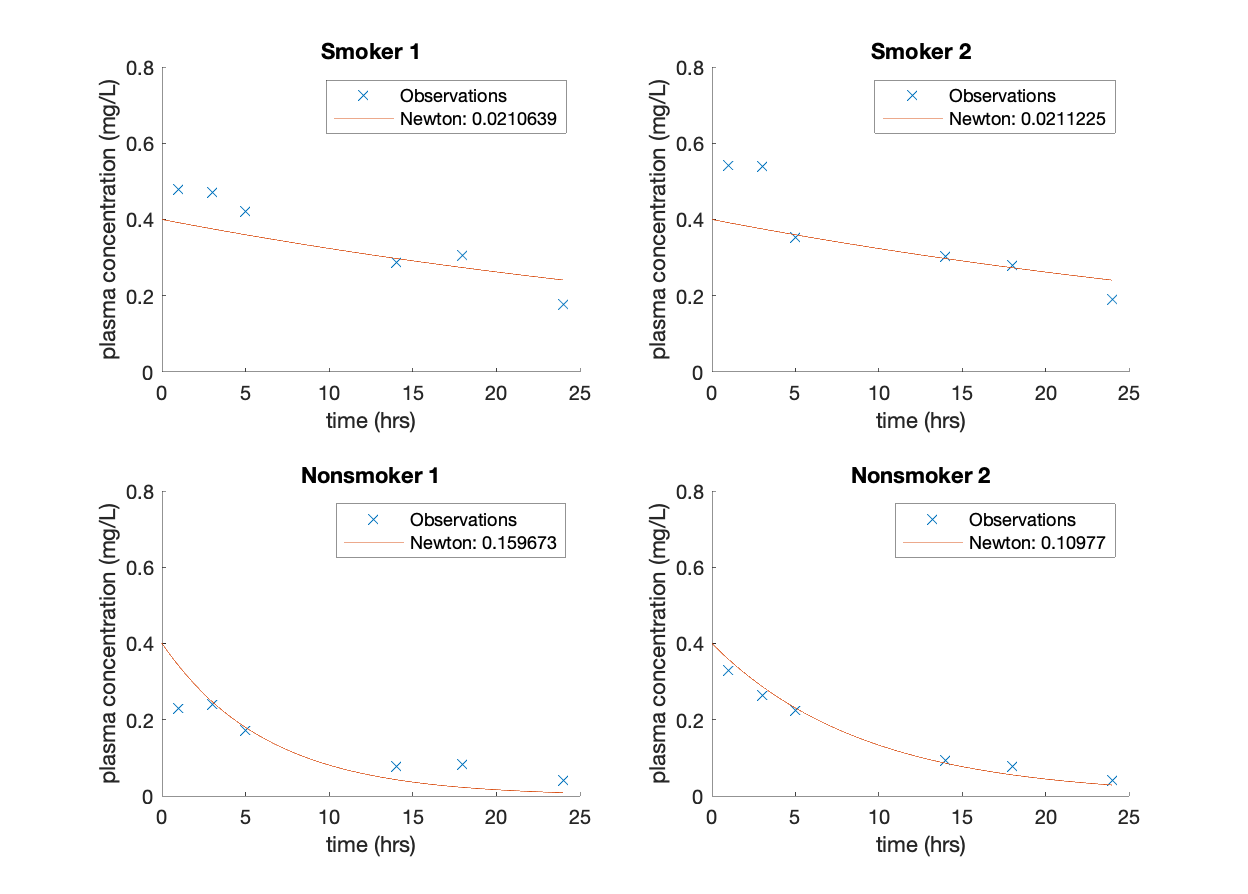 Smoker 1
0.8
0.6
0.4
0.2
0
plasma concentration (mg/L)
Observations
Newton: 0.0210639
0 5 10 15 20 25
time (hrs)
Smoker 2
0.8
0.6
0.4
0.2
0
plasma concentration (mg/L)
Observations
Newton: 0.0211225
0 5 10 15 20 25
time (hrs)
Nonsmoker 1
0.8
0.6
0.4
0.2
0
plasma concentration (mg/L)
Observations
Newton: 0.159673
0 5 10 15 20 25
time (hrs)
Nonsmoker 2
0.8
0.6
0.4
0.2
0
plasma concentration (mg/L)
Observations
Newton: 0.10977
0 5 10 15 20 25
time (hrs)